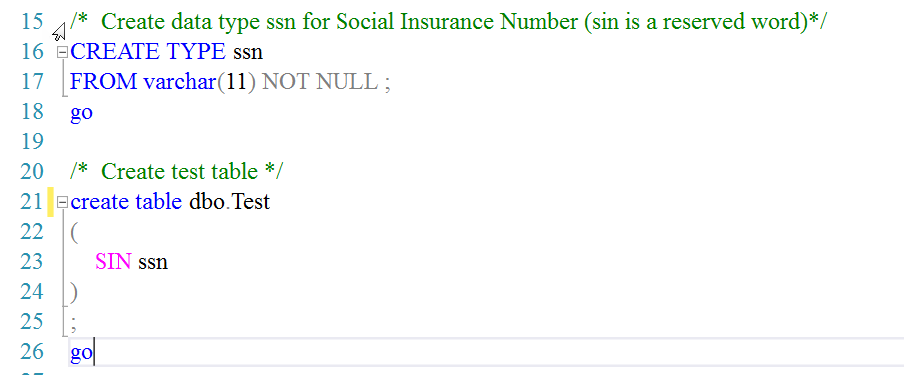 15 /* Create data type ssn for Social Insurance Number (sin is a reserved word)*/
16 CREATE TYPE ssn
17 FROM varchar(11) NOT NULL ;
18 go
19
20 /* Create test table */
21 create table dbo.Test
22 (
23 SIN ssn
24 )
25 ;
26 go